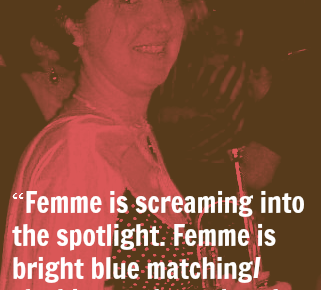 “Femme is screaming into
the spotlight. Femme is
bright blue matching/